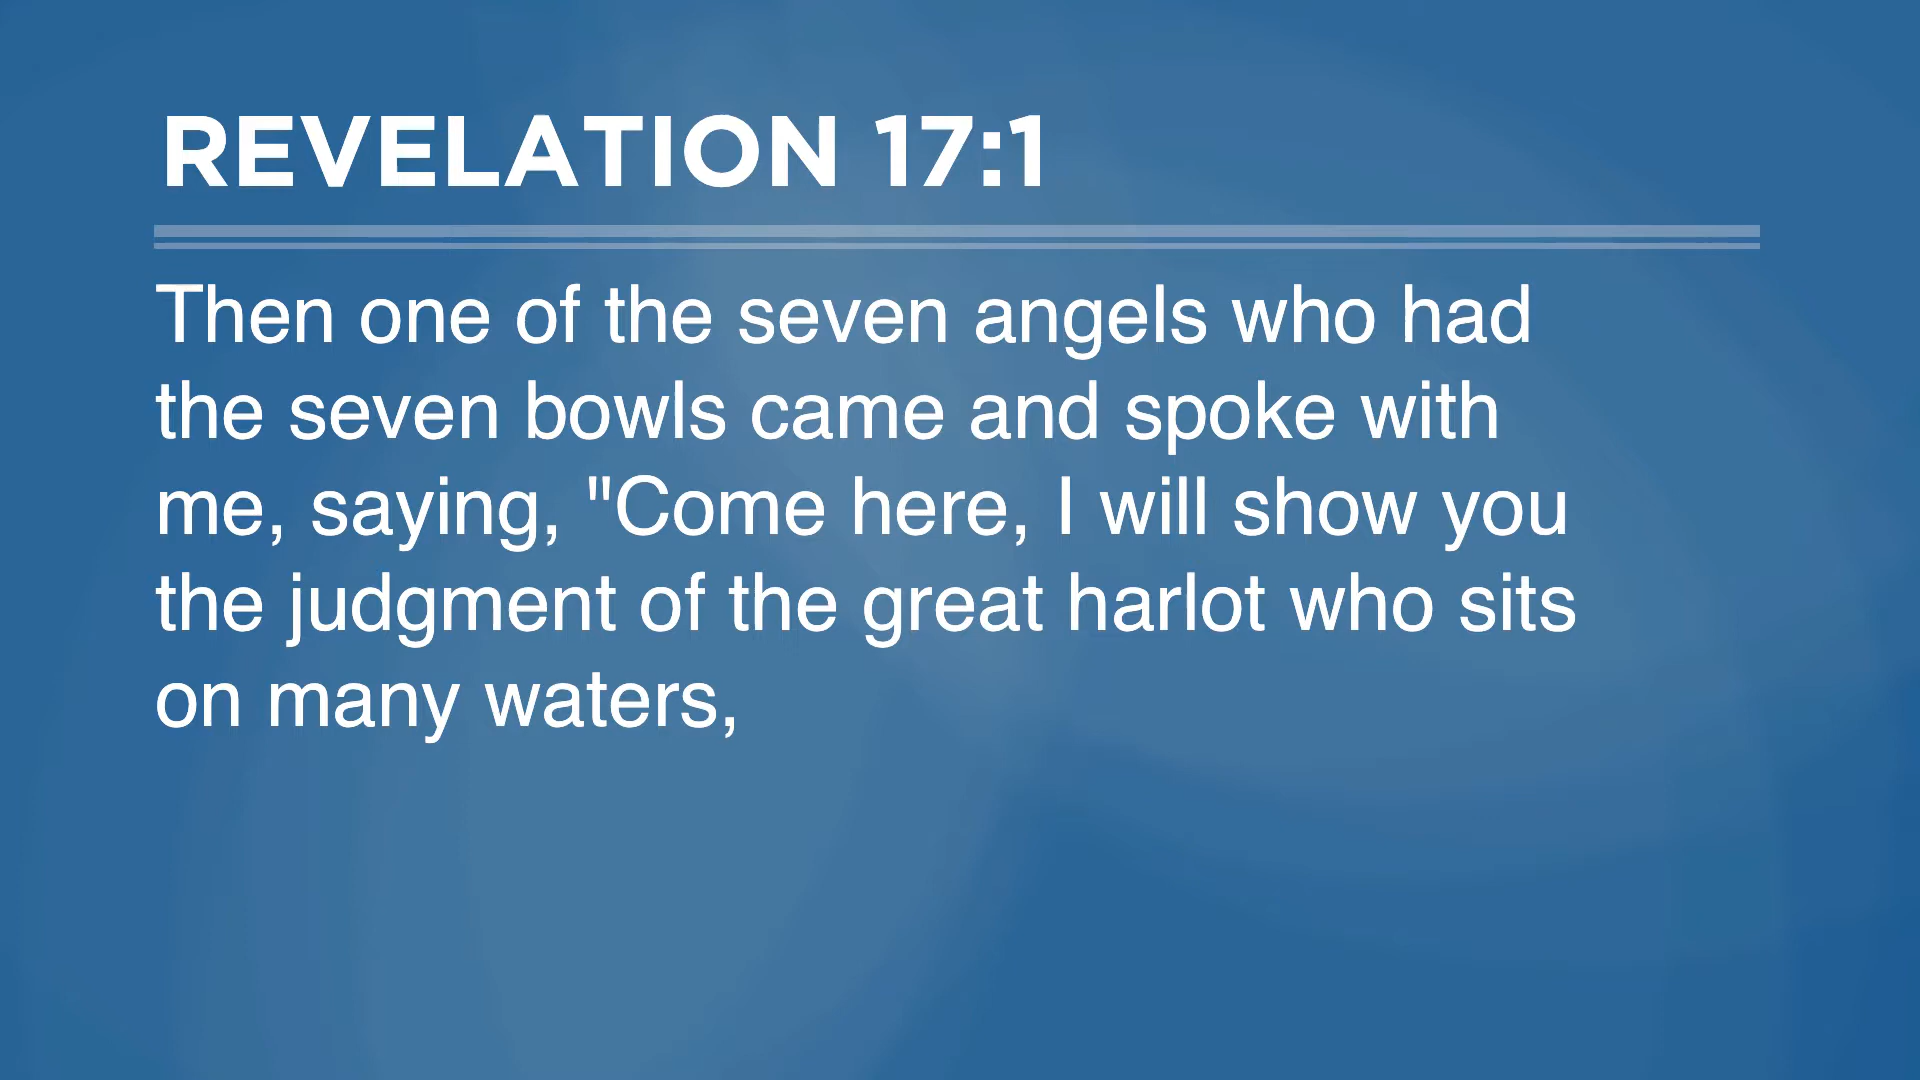 REVELATION 17:1
Then one of the seven angels who had
the seven bowls came and spoke with
me, saying, "Come here, I will show you
the judgment of the great harlot who sits
on many waters,